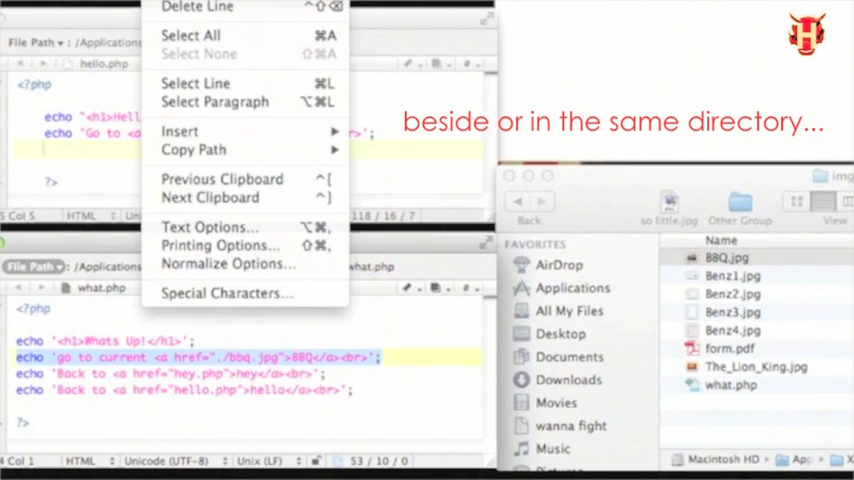 Delete Line ^⇧⌫
File Path ▾ : /Applications
hello.php
Select All ⌘A
Select None ⇧⌘A
<?php
Select Line ⌘L
Select Paragraph ⌥⌘L
echo "<h1>Hell
echo 'Go to <a r>';
Insert
Copy Path
?>
Previous Clipboard ^[
Next Clipboard ^]
5 Col 5 HTML Uni 118 / 16 / 7
Text Options... ⌥⌘,
Printing Options... ⇧⌘,
Normalize Options...
Special Characters...
H
beside or in the same directory...
File Path ▾ : /Applications what.php
what.php
<?php
echo '<h1>Whats Up!</h1>';
echo 'go to current <a href="./bbq.jpg">BBQ</a><br>';
echo 'Back to <a href="hey.php">hey</a><br>';
echo 'Back to <a href="hello.php">hello</a><br>';
?>
4 Col 1 HTML Unicode (UTF-8) Unix (LF) 53 / 10 / 0
img
Back so little.jpg Other Group View
FAVORITES
AirDrop
Applications
All My Files
Desktop
Documents
Downloads
Movies
wanna fight
Music
Pictures
Name
BBQ.jpg
Benz1.jpg
Benz2.jpg
Benz3.jpg
Benz4.jpg
form.pdf
The_Lion_King.jpg
what.php
Macintosh HD ▸ App ▸ X